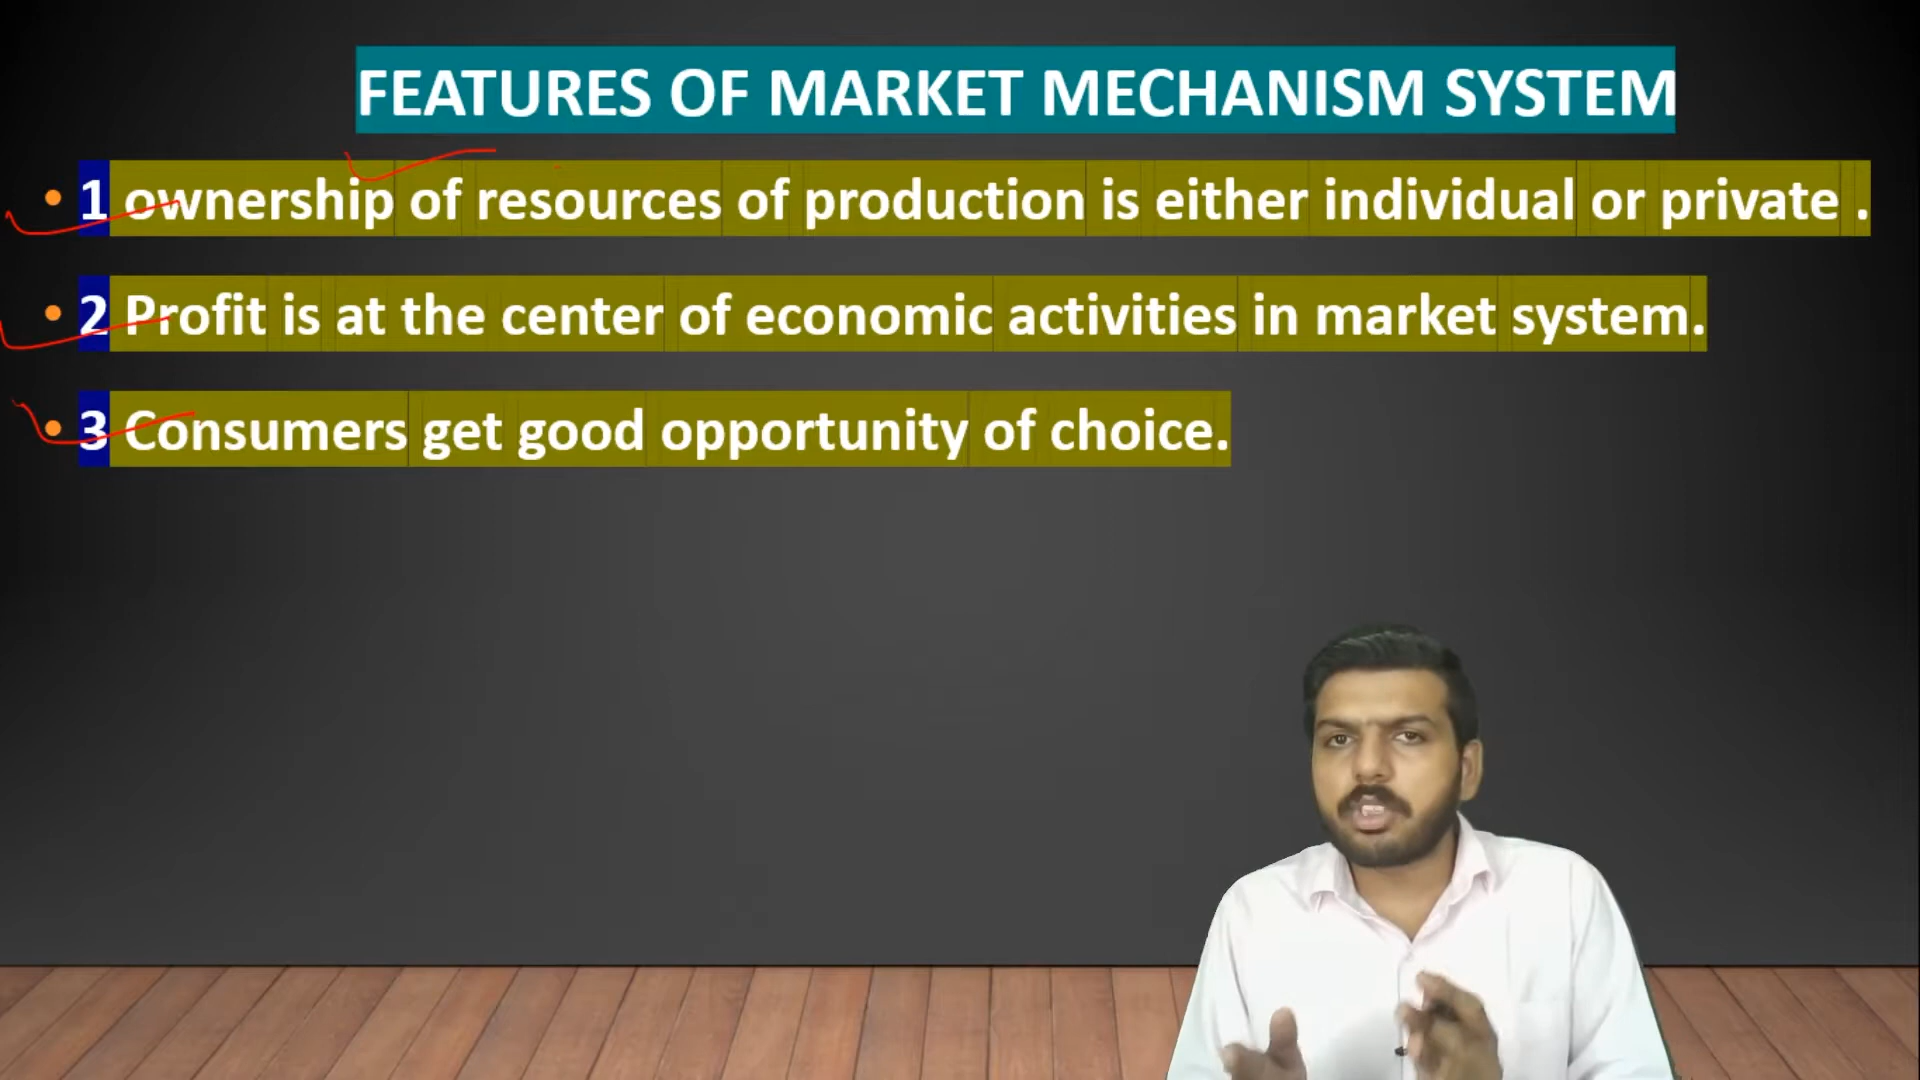 FEATURES OF MARKET MECHANISM SYSTEM
• 1 ownership of resources of production is either individual or private .
• 2 Profit is at the center of economic activities in market system.
• 3 Consumers get good opportunity of choice.